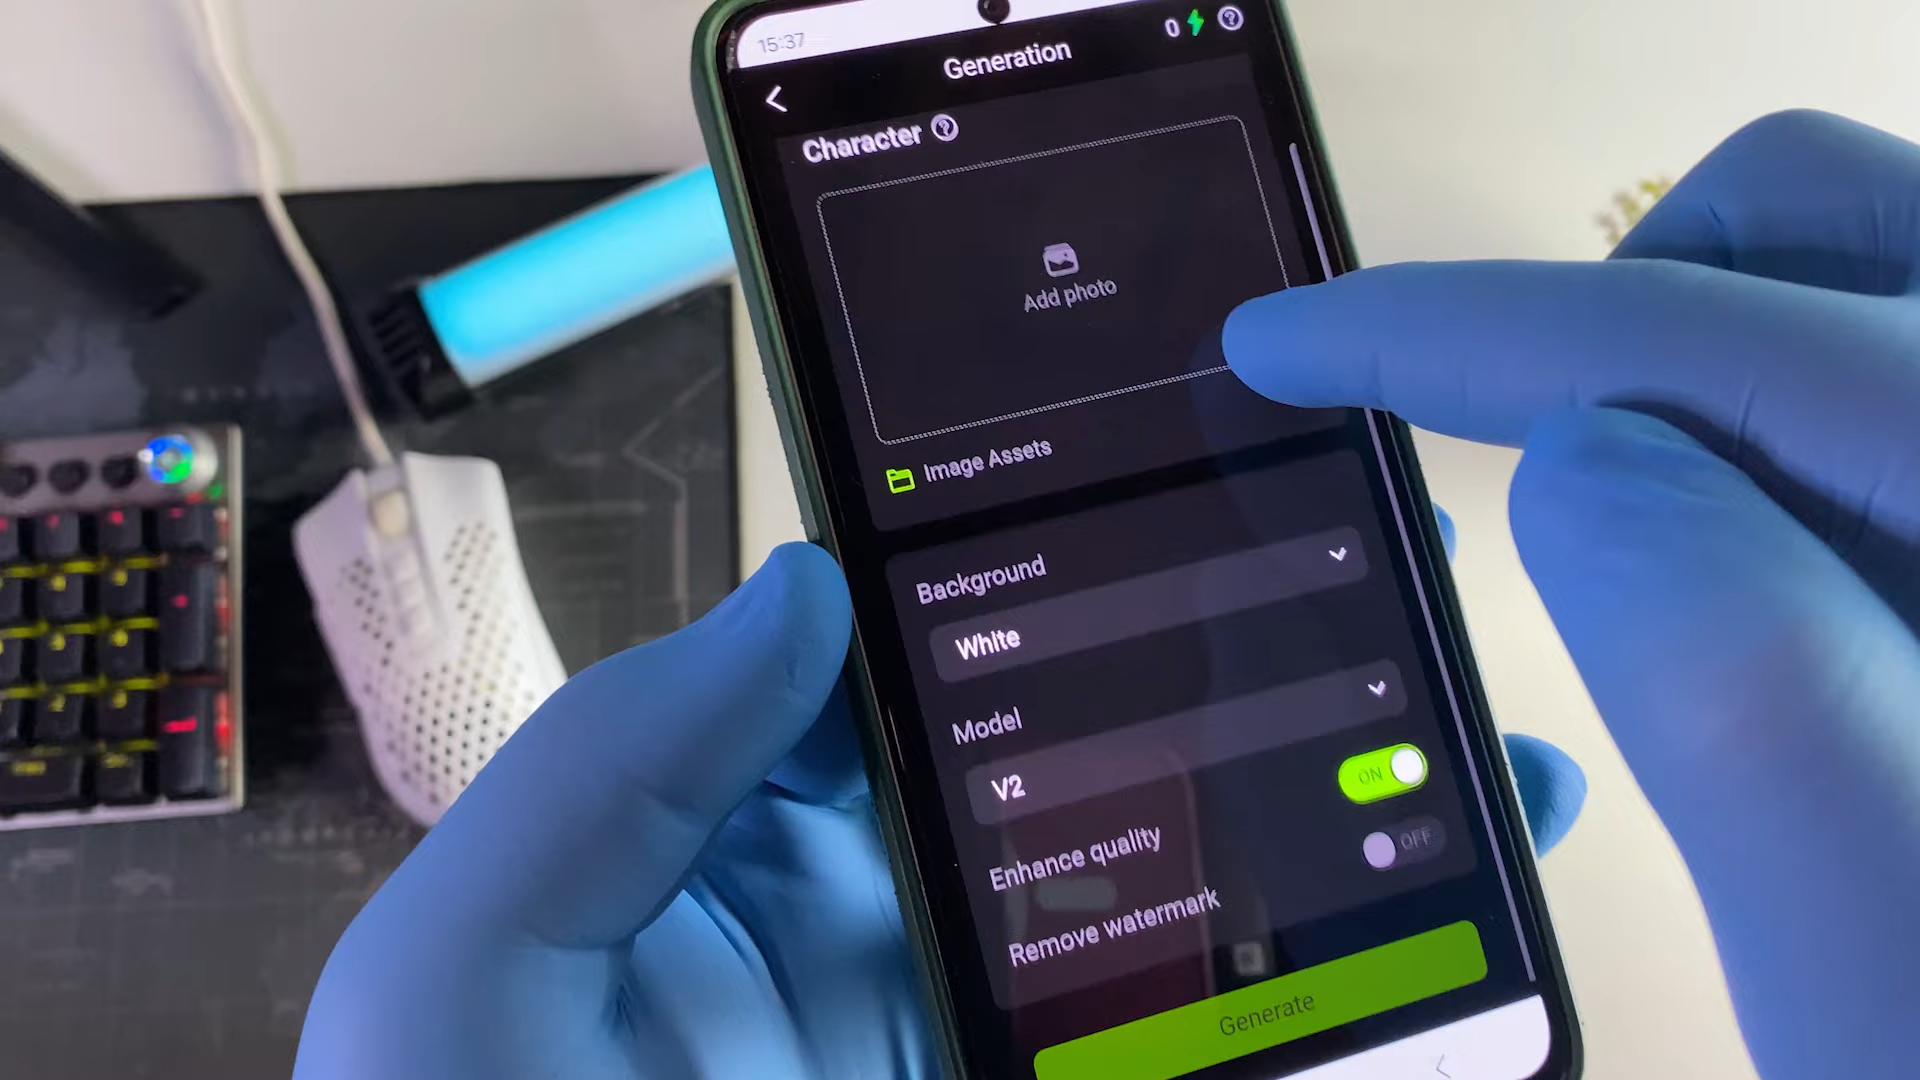 15:37
0
Generation
Character
Add photo
Image Assets
Background
White
Model
V2
ON
Enhance quality
OFF
Remove watermark
Generate